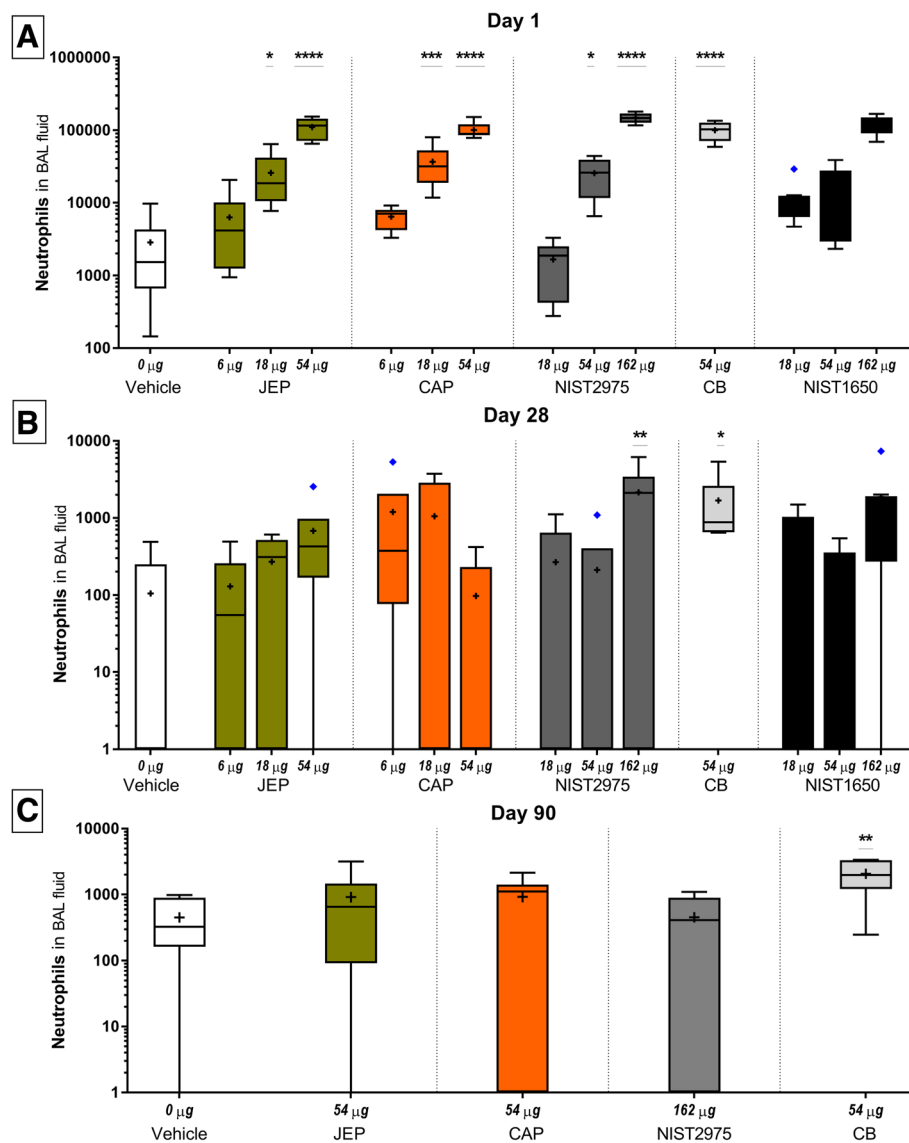 A
Day 1
* **** *** **** * **** ****
Neutrophils in BAL fluid
1000000
100000
10000
1000
100
0 µg 6 µg 18 µg 54 µg 6 µg 18 µg 54 µg 18 µg 54 µg 162 µg 54 µg 18 µg 54 µg 162 µg
Vehicle JEP CAP NIST2975 CB NIST1650
B
Day 28
** *
Neutrophils in BAL fluid
10000
1000
100
10
1
0 µg 6 µg 18 µg 54 µg 6 µg 18 µg 54 µg 18 µg 54 µg 162 µg 54 µg 18 µg 54 µg 162 µg
Vehicle JEP CAP NIST2975 CB NIST1650
C
Day 90
**
Neutrophils in BAL fluid
10000
1000
100
10
1
0 µg 54 µg 54 µg 162 µg 54 µg
Vehicle JEP CAP NIST2975 CB